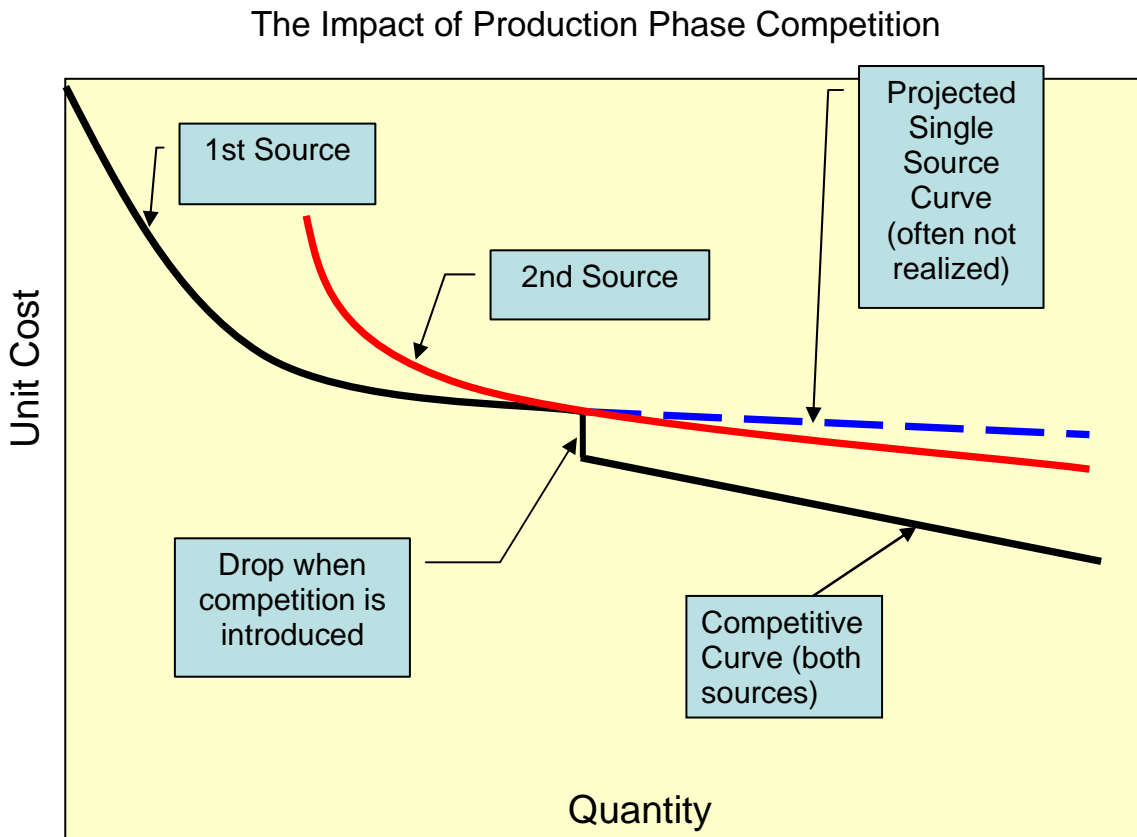 The Impact of Production Phase Competition
1st Source
2nd Source
Projected
Single
Source
Curve
(often not
realized)
Unit Cost
Drop when
competition is
introduced
Competitive
Curve (both
sources)
Quantity